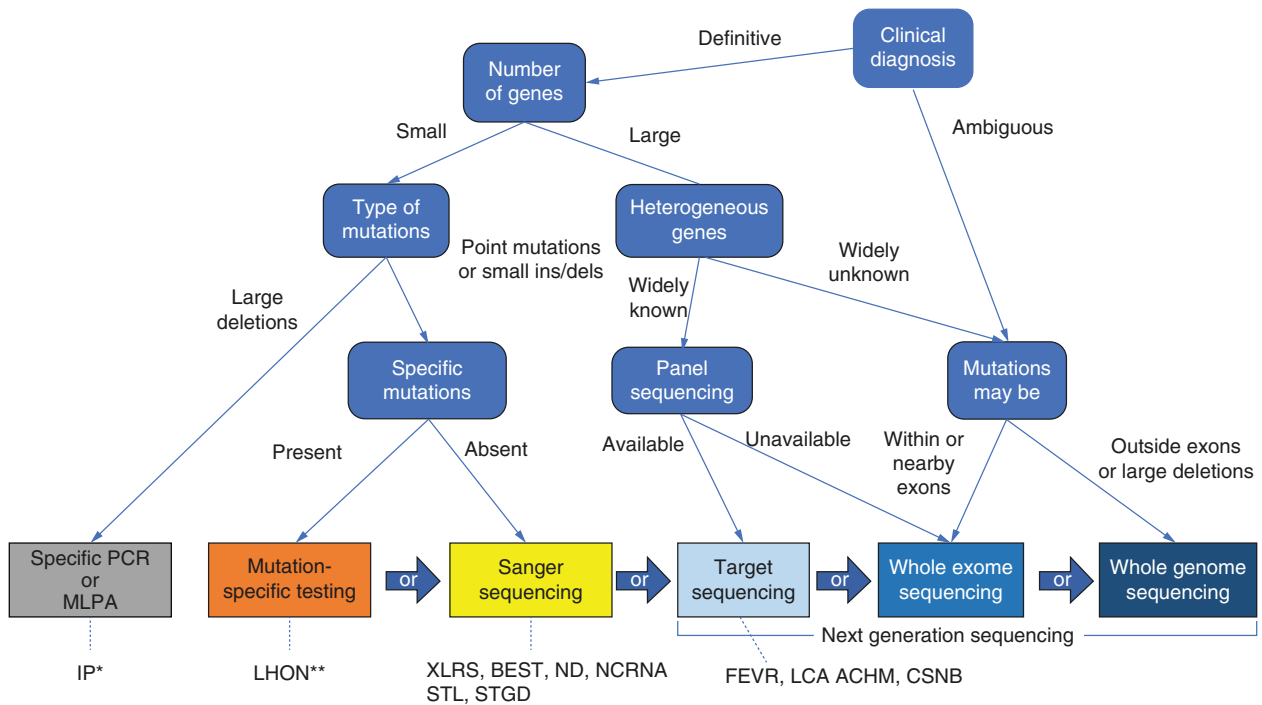 Clinical
diagnosis
Definitive
Number
of genes
Small
Large
Ambiguous
Type of
mutations
Heterogeneous
genes
Point mutations
or small ins/dels
Widely
unknown
Widely
known
Large
deletions
Specific
mutations
Panel
sequencing
Mutations
may be
Present
Absent
Available
Unavailable
Within or
nearby
exons
Outside exons
or large deletions
Specific PCR
or
MLPA
Mutation-
specific testing
or
Sanger
sequencing
or
Target
sequencing
or
Whole exome
sequencing
or
Whole genome
sequencing
Next generation sequencing
IP*
LHON**
XLRS, BEST, ND, NCRNA
STL, STGD
FEVR, LCA ACHM, CSNB